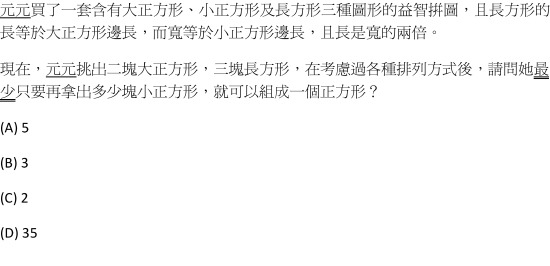 元元買了一套含有大正方形、小正方形及長方形三種圖形的益智拼圖，且長方形的
長等於大正方形邊長，而寬等於小正方形邊長，且長是寬的兩倍。
現在，元元挑出二塊大正方形，三塊長方形，在考慮過各種排列方式後，請問她最
少只要再拿出多少塊小正方形，就可以組成一個正方形？
(A) 5
(B) 3
(C) 2
(D) 35